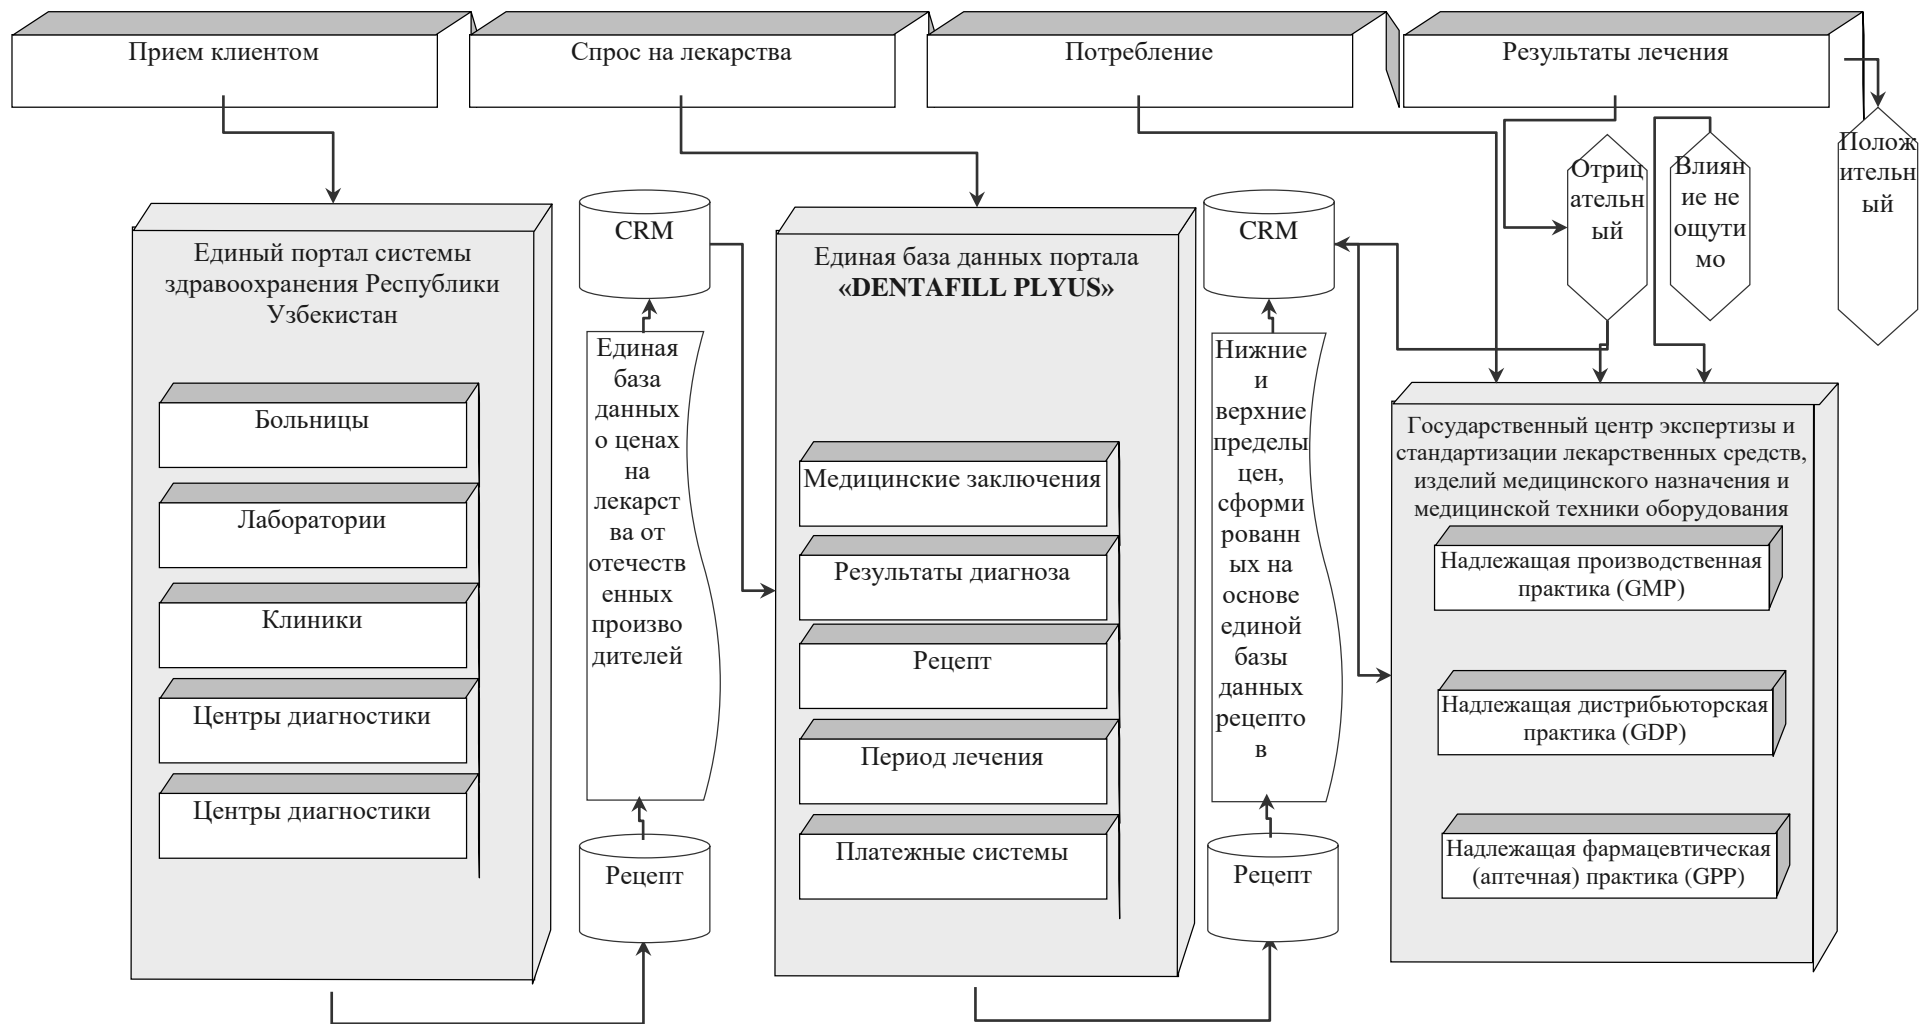 Прием клиентом
Спрос на лекарства
Потребление
Результаты лечения
Отриц
ательн
ый
Влиян
ие не
ощути
мо
Полож
ительн
ый
Единый портал системы
здравоохранения Республики
Узбекистан
Больницы
Лаборатории
Клиники
Центры диагностики
Центры диагностики
CRM
Единая
база
данных
о ценах
на
лекарст
ва от
отечеств
енных
произво
дителей
Рецепт
Единая база данных портала
«DENTAFILL PLYUS»
Медицинские заключения
Результаты диагноза
Рецепт
Период лечения
Платежные системы
CRM
Нижние
и
верхние
пределы
цен,
сформи
рованн
ых на
основе
единой
базы
данных
рецепто
в
Рецепт
Государственный центр экспертизы и
стандартизации лекарственных средств,
изделий медицинского назначения и
медицинской техники оборудования
Надлежащая производственная
практика (GMP)
Надлежащая дистрибьюторская
практика (GDP)
Надлежащая фармацевтическая
(аптечная) практика (GPP)